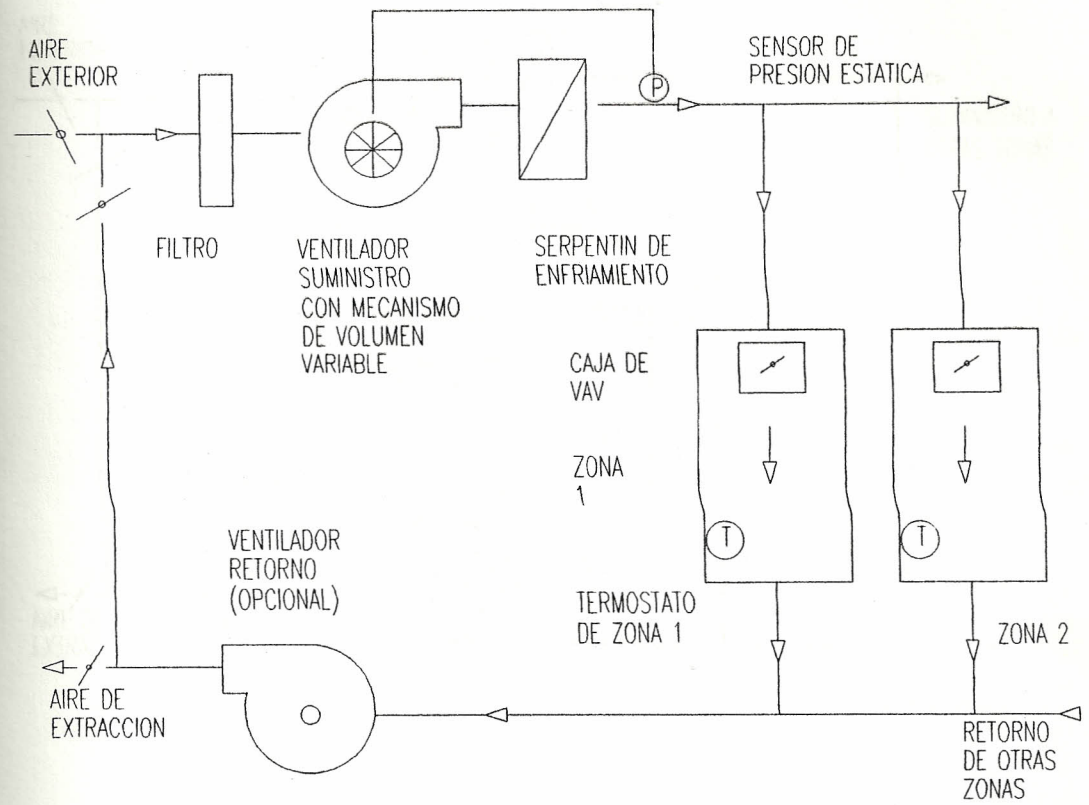 AIRE
EXTERIOR
SENSOR DE
PRESION ESTATICA
P
FILTRO
VENTILADOR
SUMINISTRO
CON MECANISMO
DE VOLUMEN
VARIABLE
SERPENTIN DE
ENFRIAMIENTO
CAJA DE
VAV
ZONA
1
T
T
VENTILADOR
RETORNO
(OPCIONAL)
TERMOSTATO
DE ZONA 1
ZONA 2
AIRE DE
EXTRACCION
RETORNO
DE OTRAS
ZONAS